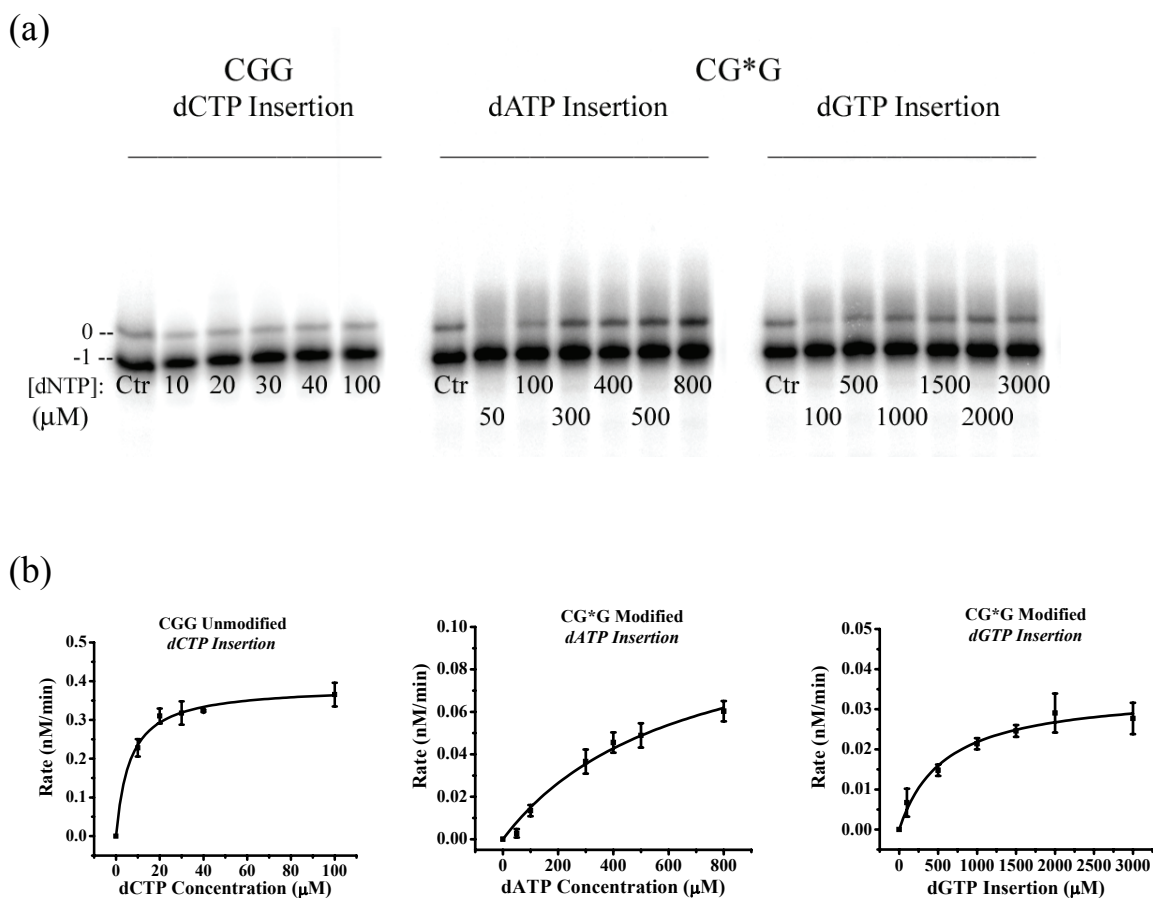 (a)
CGG CG*G
dCTP Insertion dATP Insertion dGTP Insertion
0 --
-1 --
[dNTP]: Ctr 10 20 30 40 100 Ctr 100 400 800 Ctr 500 1500 3000
(μM) 50 300 500 100 1000 2000
(b)
CGG Unmodified
dCTP Insertion
0.5
0.4
0.3
0.2
0.1
0.0
Rate (nM/min)
0 20 40 60 80 100
dCTP Concentration (μM)
CG*G Modified
dATP Insertion
0.10
0.08
0.06
0.04
0.02
0.00
Rate (nM/min)
0 200 400 600 800
dATP Concentration (μM)
CG*G Modified
dGTP Insertion
0.05
0.04
0.03
0.02
0.01
0.00
Rate (nM/min)
0 500 1000 1500 2000 2500 3000
dGTP Insertion (μM)